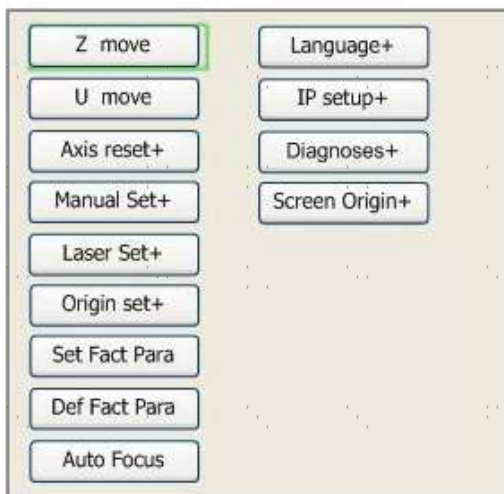 Z move
U move
Axis reset+
Manual Set+
Laser Set+
Origin set+
Set Fact Para
Def Fact Para
Auto Focus
Language+
IP setup+
Diagnoses+
Screen Origin+